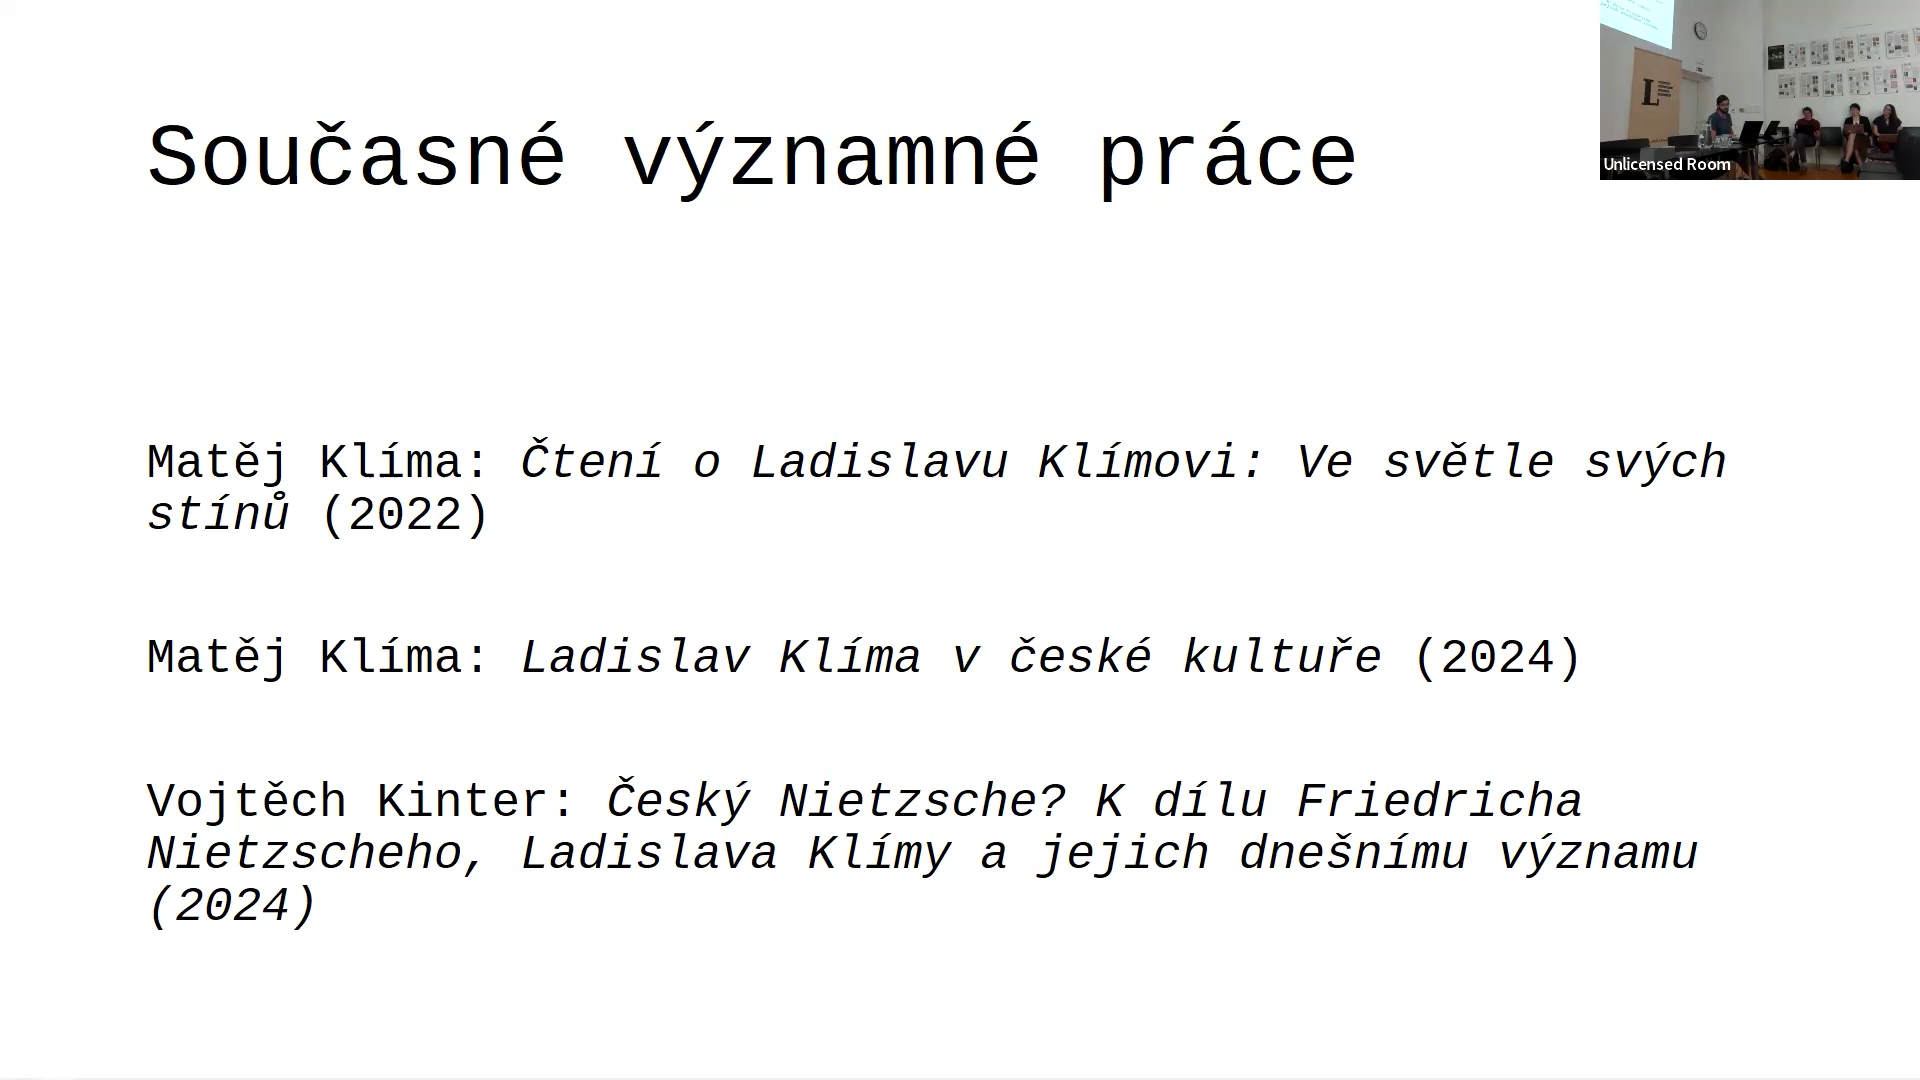 Současné významné práce
Unlicensed Room
Matěj Klíma: Čtení o Ladislavu Klímovi: Ve světle svých
stínů (2022)
Matěj Klíma: Ladislav Klíma v české kultuře (2024)
Vojtěch Kinter: Český Nietzsche? K dílu Friedricha
Nietzscheho, Ladislava Klímy a jejich dnešnímu významu
(2024)